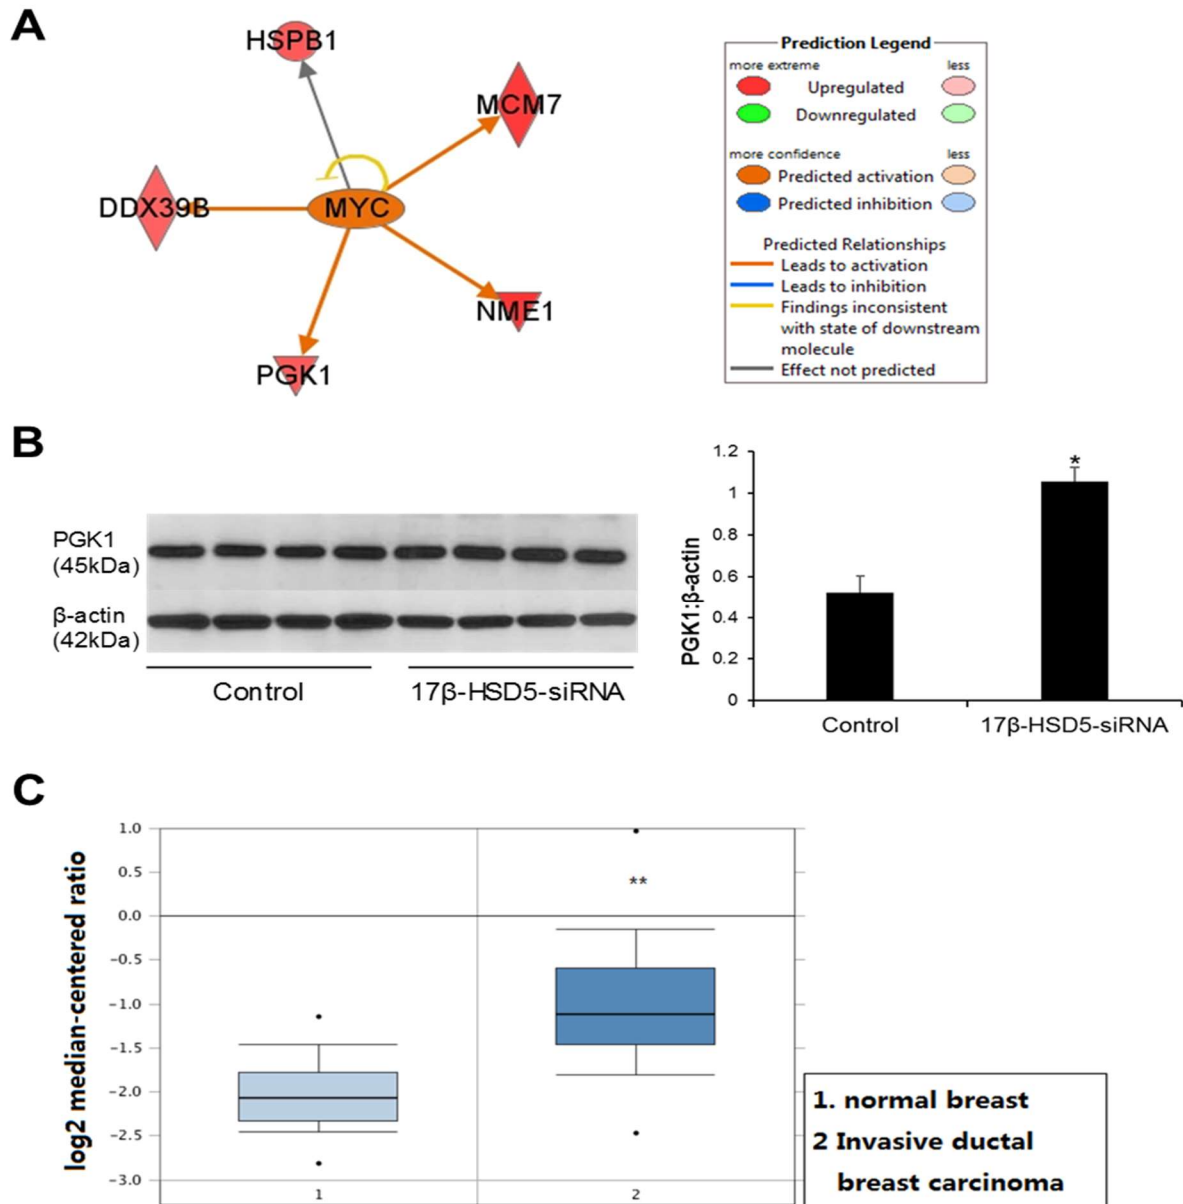 A
HSPB1
MCM7
DDX39B
MYC
NME1
PGK1
Prediction Legend
more extreme less
Upregulated
Downregulated
more confidence less
Predicted activation
Predicted inhibition
Predicted Relationships
Leads to activation
Leads to inhibition
Findings inconsistent
with state of downstream
molecule
Effect not predicted
B
PGK1
(45kDa)
β-actin
(42kDa)
Control 17β-HSD5-siRNA
PGK1:β-actin
1.2
1
0.8
0.6
0.4
0.2
0
*
Control 17β-HSD5-siRNA
C
log2 median-centered ratio
1.0
0.5
0.0
−0.5
−1.0
−1.5
−2.0
−2.5
−3.0
**
1 2
1. normal breast
2 Invasive ductal
breast carcinoma